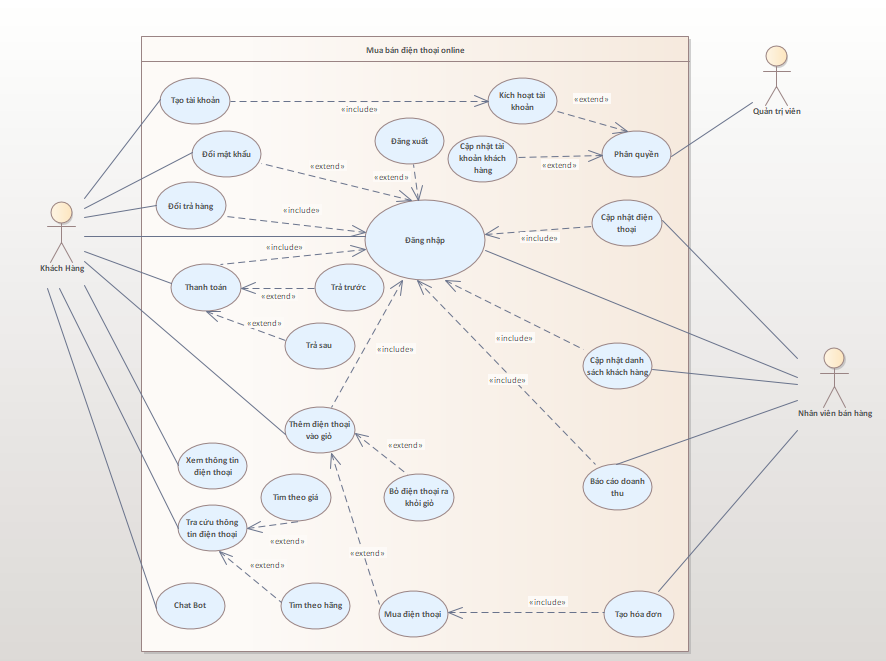 Mua bán điện thoại online
Tạo tài khoản
«include»
Kích hoạt tài
khoản
«extend»
Quản trị viên
Đổi mật khẩu
«extend»
Đăng xuất
«extend»
Cập nhật tài
khoản khách
hàng
«extend»
Phân quyền
Đổi trả hàng
«include»
Khách Hàng
«include»
Đăng nhập
«include»
Cập nhật điện
thoại
Thanh toán
«extend»
Trả trước
«extend»
Trả sau
«include»
«include»
«include»
Cập nhật danh
sách khách hàng
Nhân viên bán hàng
Thêm điện thoại
vào giỏ
«extend»
Xem thông tin
điện thoại
Tìm theo giá
Bỏ điện thoại ra
khỏi giỏ
Báo cáo doanh
thu
Tra cứu thông
tin điện thoại
«extend»
«extend»
«extend»
Chat Bot
Tìm theo hãng
Mua điện thoại
«include»
Tạo hóa đơn